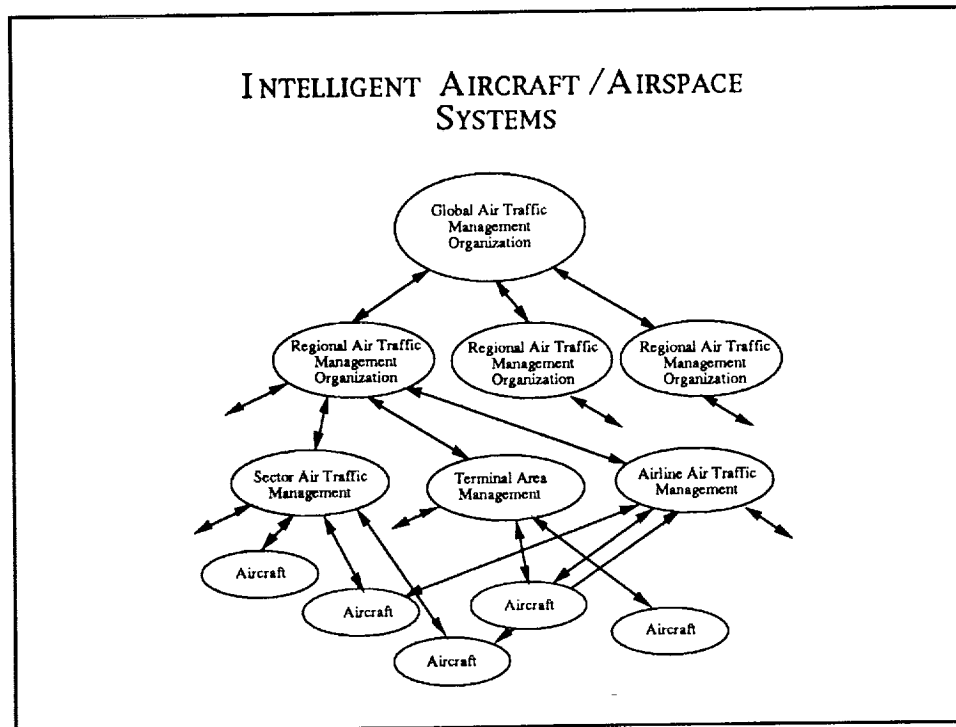 INTELLIGENT AIRCRAFT / AIRSPACE
SYSTEMS
Global Air Traffic
Management
Organization
Regional Air Traffic
Management
Organization
Regional Air Traffic
Management
Organization
Regional Air Traffic
Management
Organization
Sector Air Traffic
Management
Terminal Area
Management
Airline Air Traffic
Management
Aircraft
Aircraft
Aircraft
Aircraft
Aircraft